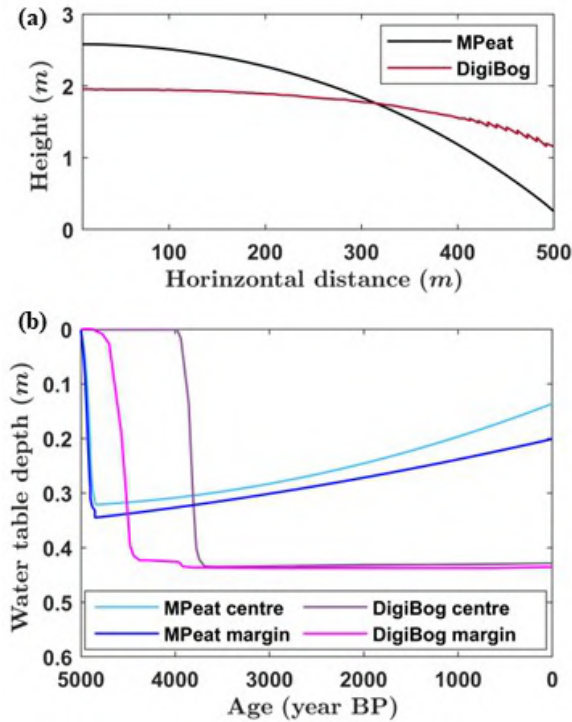 (a)
3
2
1
0
Height (m)
MPeat
DigiBog
100
200
300
400
500
Horinzontal distance (m)
(b)
0
0.1
0.2
0.3
0.4
0.5
0.6
Water table depth (m)
MPeat centre
DigiBog centre
MPeat margin
DigiBog margin
5000
4000
3000
2000
1000
0
Age (year BP)